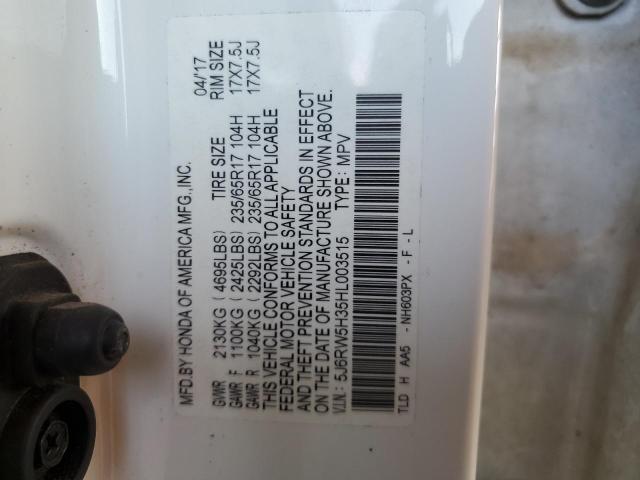 MFD.BY HONDA OF AMERICA MFG.,INC. 04/'17
GVWR 2130KG (4695LBS) TIRE SIZE RIM SIZE
GAWR F 1100KG (2425LBS) 235/65R17 104H 17X7.5J
GAWR R 1040KG (2292LBS) 235/65R17 104H 17X7.5J
THIS VEHICLE CONFORMS TO ALL APPLICABLE
FEDERAL MOTOR VEHICLE SAFETY
AND THEFT PREVENTION STANDARDS IN EFFECT
ON THE DATE OF MANUFACTURE SHOWN ABOVE.
V.I.N.: 5J6RW5H35HL003515 TYPE: MPV
TLD H AA5 - NH603PX - F - L